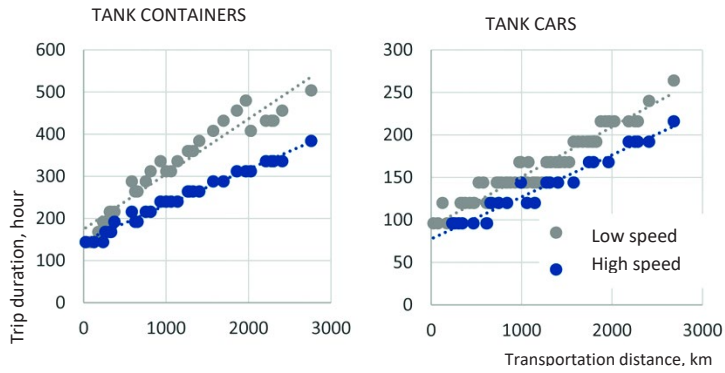 TANK CONTAINERS
600
500
400
300
200
100
0
0 1000 2000 3000
Trip duration, hour
TANK CARS
300
250
200
150
100
50
0
0 1000 2000 3000
Low speed
High speed
Transportation distance, km